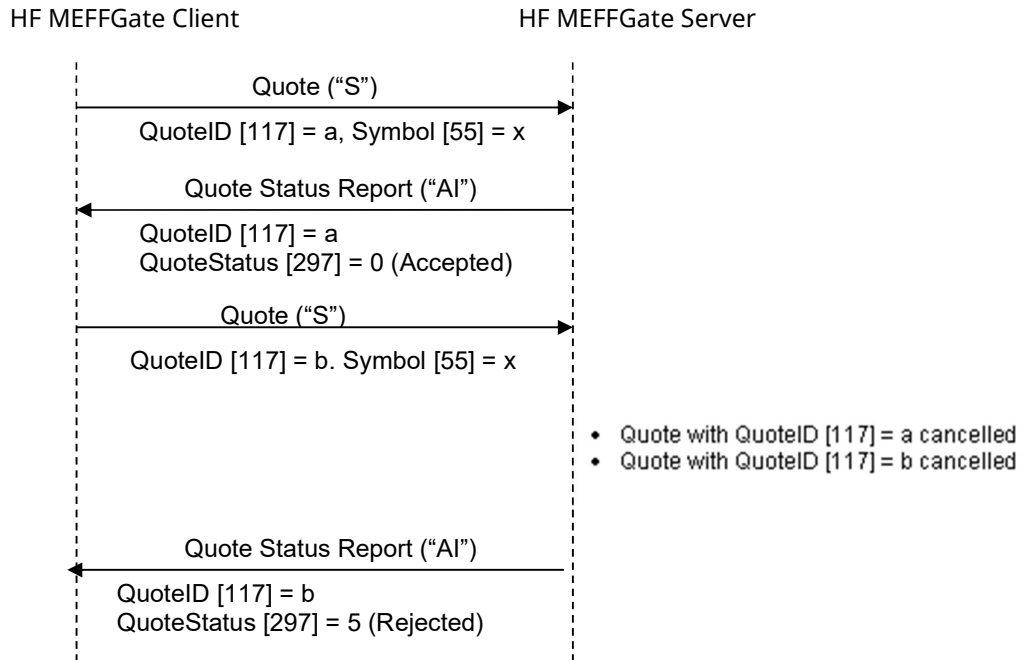 HF MEFFGate Client
HF MEFFGate Server
Quote (“S”)
QuoteID [117] = a, Symbol [55] = x
Quote Status Report (“AI”)
QuoteID [117] = a
QuoteStatus [297] = 0 (Accepted)
Quote (“S”)
QuoteID [117] = b. Symbol [55] = x
• Quote with QuoteID [117] = a cancelled
• Quote with QuoteID [117] = b cancelled
Quote Status Report (“AI”)
QuoteID [117] = b
QuoteStatus [297] = 5 (Rejected)